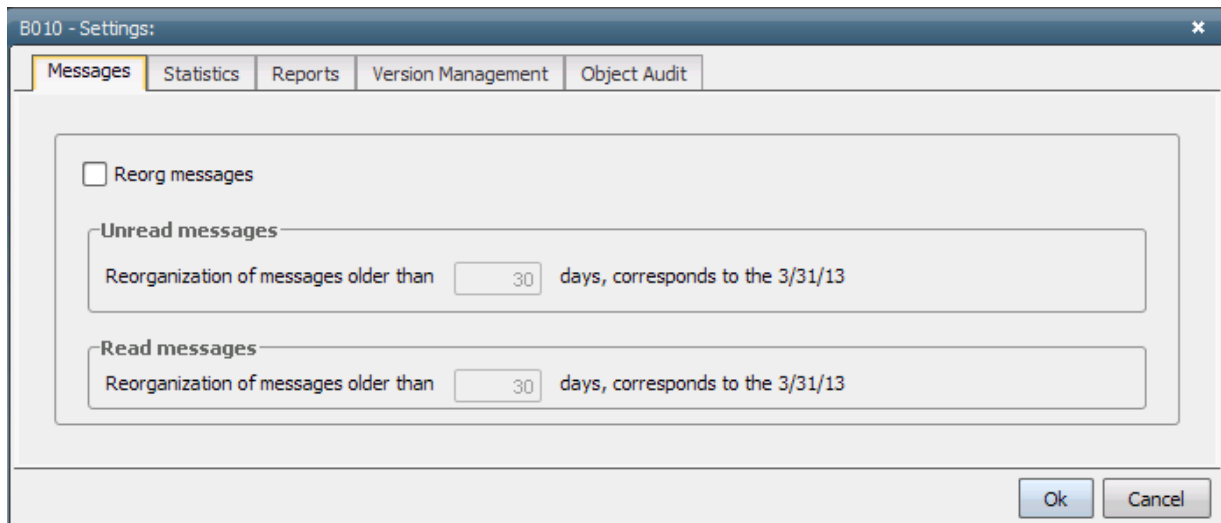 B010 - Settings:
Messages Statistics Reports Version Management Object Audit
Reorg messages
Unread messages
Reorganization of messages older than 30 days, corresponds to the 3/31/13
Read messages
Reorganization of messages older than 30 days, corresponds to the 3/31/13
Ok Cancel